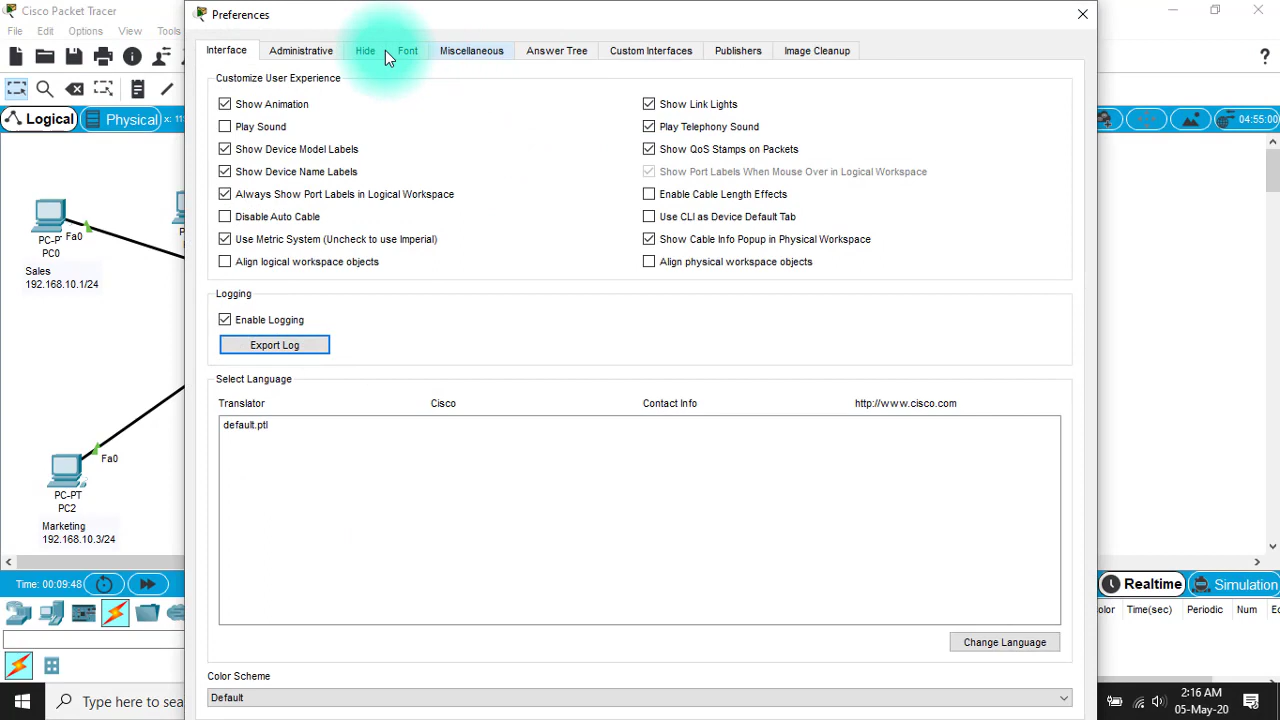 Cisco Packet Tracer
Preferences
File Edit Options View Tools
Interface Administrative Hide Font Miscellaneous Answer Tree Custom Interfaces Publishers Image Cleanup
Customize User Experience
Show Animation Show Link Lights
Play Sound Play Telephony Sound
Show Device Model Labels Show QoS Stamps on Packets
Show Device Name Labels Show Port Labels When Mouse Over in Logical Workspace
Always Show Port Labels in Logical Workspace Enable Cable Length Effects
Disable Auto Cable Use CLI as Device Default Tab
Use Metric System (Uncheck to use Imperial) Show Cable Info Popup in Physical Workspace
Align logical workspace objects Align physical workspace objects
Logical Physical x: 11 04:55:00
Fa0
PC0
Sales
192.168.10.1/24
Logging
Enable Logging
Export Log
Select Language
Translator Cisco Contact Info http://www.cisco.com
default.ptl
Fa0
PC-PT
PC2
Marketing
192.168.10.3/24
Change Language
Time: 00:09:48 Realtime Simulation
Time(sec) Periodic Num
Color Scheme
Default
Type here to sea
2:16 AM
05-May-20